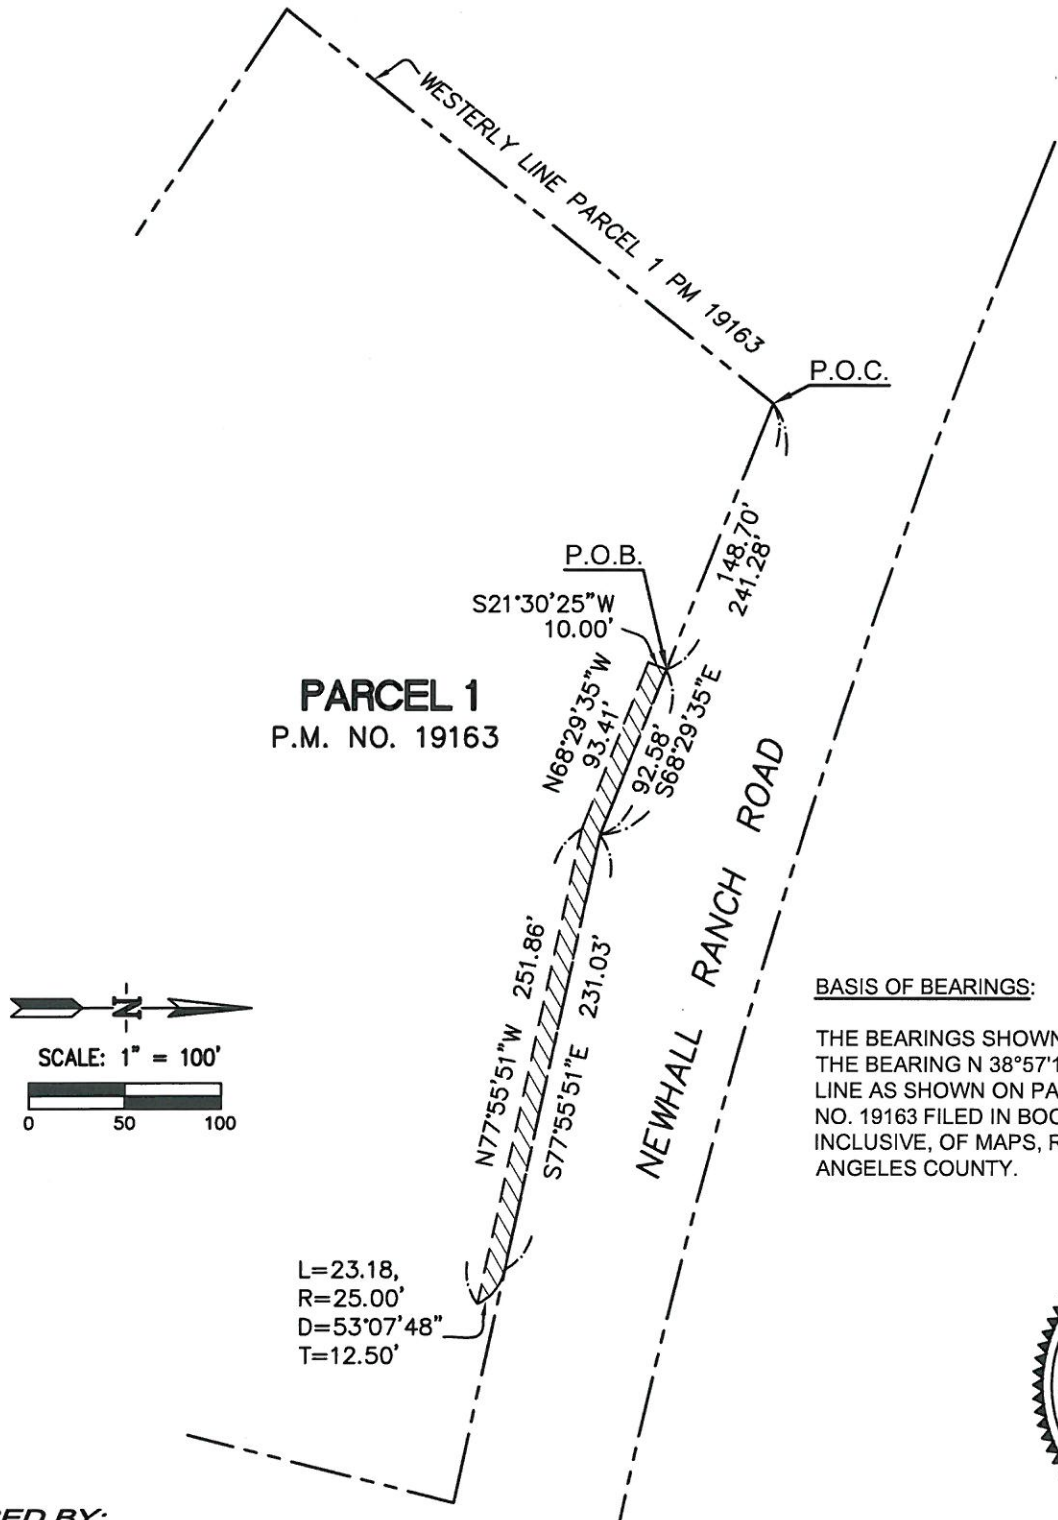 WESTERLY LINE PARCEL 1 PM 19163
P.O.C.
148.70'
241.28'
P.O.B.
S21°30'25"W
10.00'
PARCEL 1
P.M. NO. 19163
N68°29'35"W
93.41'
92.58'
S68°29'35"E
NEWHALL RANCH ROAD
N77°55'51"W 251.86'
S77°55'51"E 231.03'
N
SCALE: 1" = 100'
0 50 100
BASIS OF BEARINGS:
THE BEARINGS SHOWN
THE BEARING N 38°57'1
LINE AS SHOWN ON PA
NO. 19163 FILED IN BOO
INCLUSIVE, OF MAPS, R
ANGELES COUNTY.
L=23.18,
R=25.00'
D=53°07'48"
T=12.50'
BY: